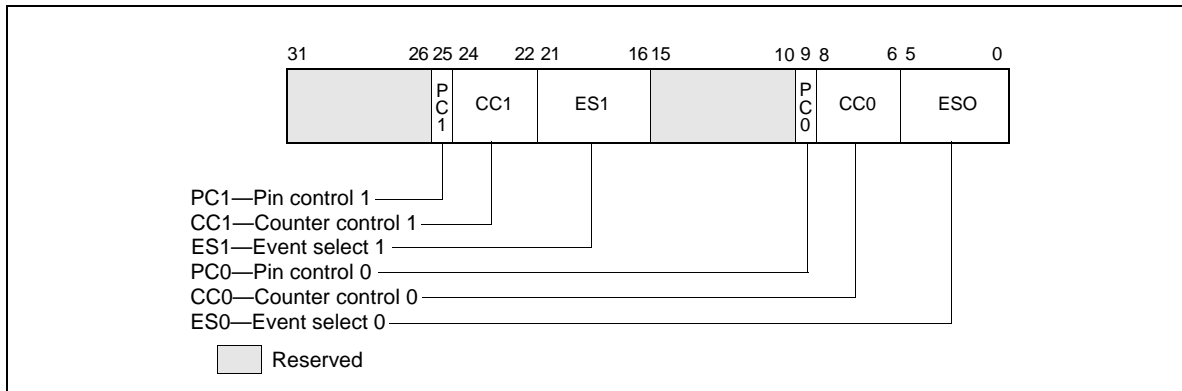 31 26 25 24 22 21 16 15 10 9 8 6 5 0
PC1 CC1 ES1 PC0 CC0 ESO
PC1—Pin control 1
CC1—Counter control 1
ES1—Event select 1
PC0—Pin control 0
CC0—Counter control 0
ES0—Event select 0
Reserved